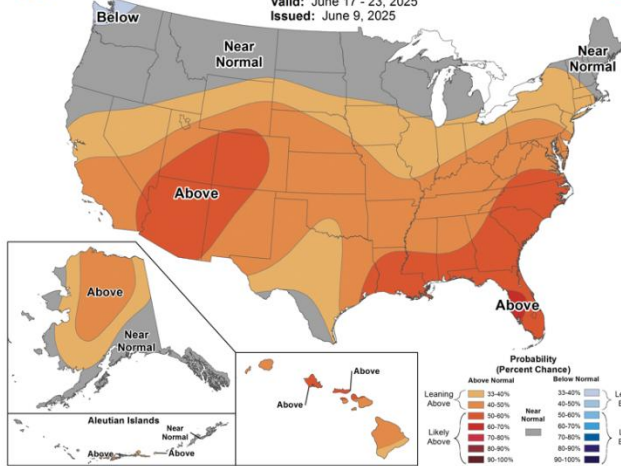 Valid: June 17 - 23, 2025
Issued: June 9, 2025
Below
Near
Normal
Near
Normal
Above
Above
Above
Near
Normal
Aleutian Islands
Near
Normal
Above
Above
Above
Above
Probability
(Percent Chance)
Above Normal
Below Normal
Leaning
Above
Likely
Above
33-40%
40-50%
50-60%
60-70%
70-80%
80-90%
90-100%
Near
Normal
33-40%
40-50%
50-60%
60-70%
70-80%
80-90%
90-100%